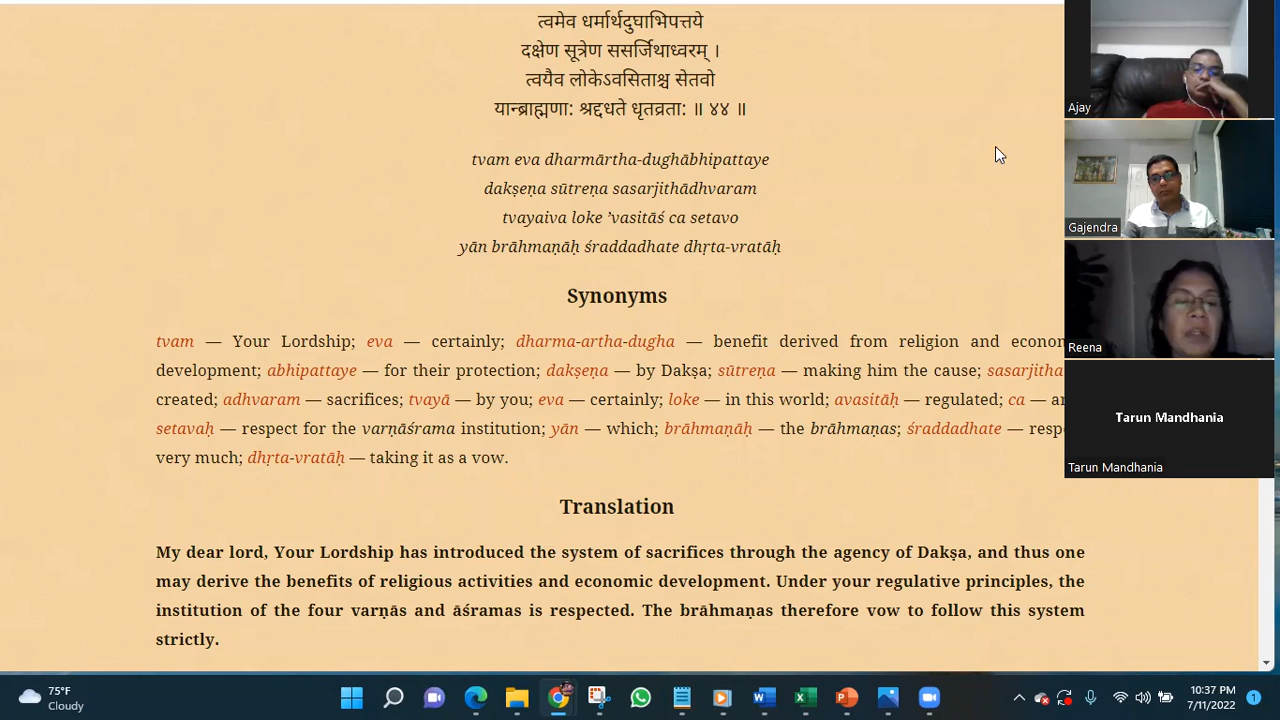 त्वमेव धर्मार्थदुघाभिपत्तये
दक्षेण सूत्रेण ससर्जिथाध्वरम् ।
त्वयैव लोकेऽवसिताश्च सेतवो
यान्ब्राह्मणा: श्रद्दधते धृतव्रता: ॥ ४४ ॥
tvam eva dharmārtha-dughābhipattaye
dakṣeṇa sūtreṇa sasarjithādhvaram
tvayaiva loke ’vasitāś ca setavo
yān brāhmaṇāḥ śraddadhate dhṛta-vratāḥ
Synonyms
tvam — Your Lordship; eva — certainly; dharma-artha-dugha — benefit derived from religion and econom
development; abhipattaye — for their protection; dakṣeṇa — by Dakṣa; sūtreṇa — making him the cause; sasarjitha
created; adhvaram — sacrifices; tvayā — by you; eva — certainly; loke — in this world; avasitāḥ — regulated; ca — an
setavaḥ — respect for the varṇāśrama institution; yān — which; brāhmaṇāḥ — the brāhmaṇas; śraddadhate — resp
very much; dhṛta-vratāḥ — taking it as a vow.
Translation
My dear lord, Your Lordship has introduced the system of sacrifices through the agency of Dakṣa, and thus one
may derive the benefits of religious activities and economic development. Under your regulative principles, the
institution of the four varṇās and āśramas is respected. The brāhmaṇas therefore vow to follow this system
strictly.
Ajay
Gajendra
Reena
Tarun Mandhania
Tarun Mandhania
75°F
Cloudy
10:37 PM
7/11/2022
1